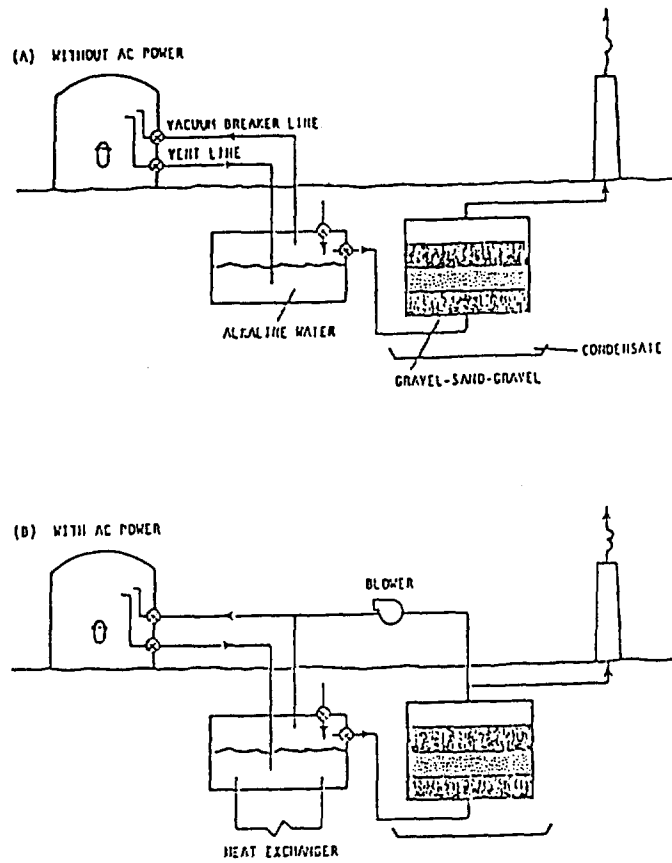 (A) WITHOUT AC POWER
VACUUM BREAKER LINE
VENT LINE
ALKALINE WATER
CONDENSATE
GRAVEL-SAND-GRAVEL
(B) WITH AC POWER
BLOWER
HEAT EXCHANGER